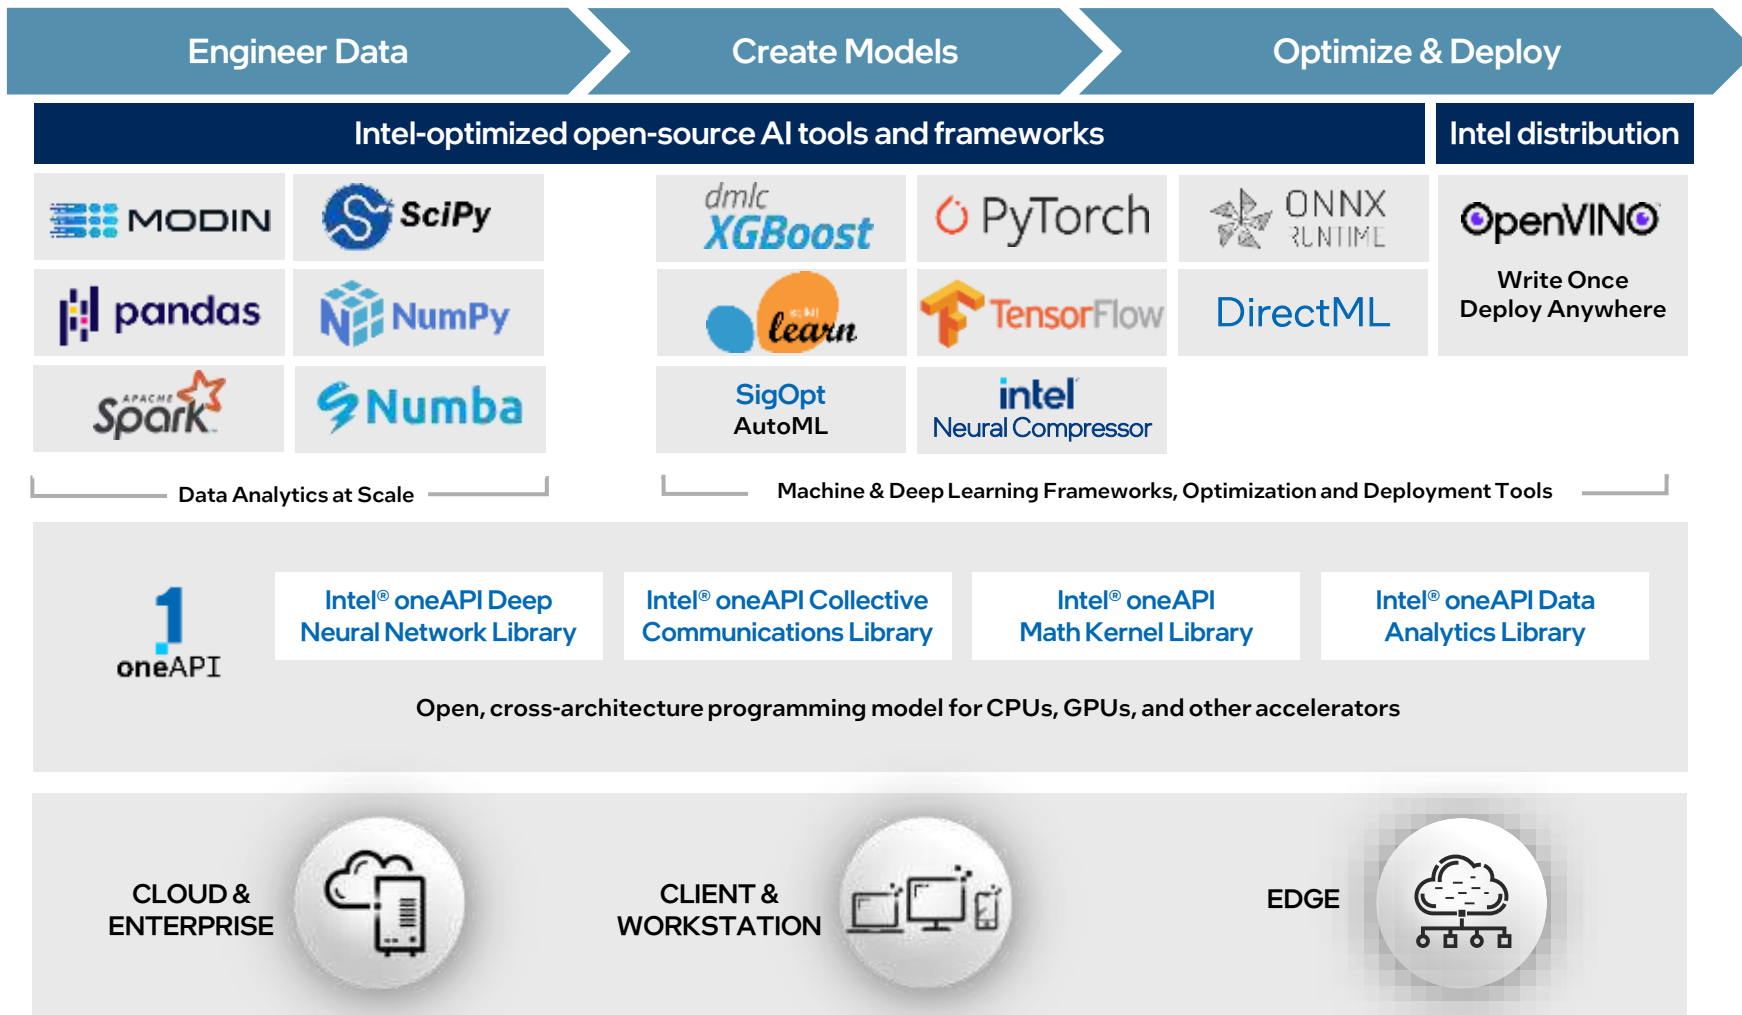 Engineer Data
Create Models
Optimize & Deploy
Intel-optimized open-source AI tools and frameworks
Intel distribution
MODIN
SciPy
dmlc
XGBoost
PyTorch
ONNX
RUNTIME
OpenVINO
Write Once
Deploy Anywhere
pandas
NumPy
scikit
learn
TensorFlow
DirectML
APACHE
Spark
Numba
SigOpt
AutoML
intel
Neural Compressor
Data Analytics at Scale
Machine & Deep Learning Frameworks, Optimization and Deployment Tools
1
oneAPI
Intel® oneAPI Deep
Neural Network Library
Intel® oneAPI Collective
Communications Library
Intel® oneAPI
Math Kernel Library
Intel® oneAPI Data
Analytics Library
Open, cross-architecture programming model for CPUs, GPUs, and other accelerators
CLOUD &
ENTERPRISE
CLIENT &
WORKSTATION
EDGE